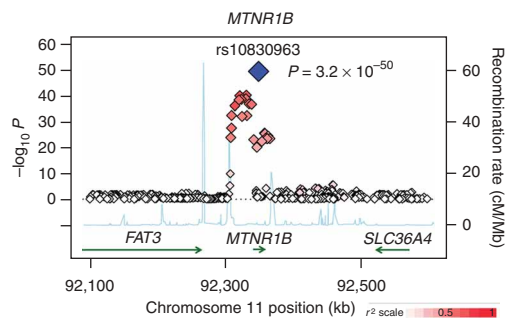 MTNR1B
rs10830963
P = 3.2 × 10⁻⁵⁰
60
50
40
30
20
10
0
–log₁₀ P
60
40
20
0
Recombination rate (cM/Mb)
FAT3
MTNR1B
SLC36A4
92,100
92,300
92,500
Chromosome 11 position (kb)
r² scale
0.5
1